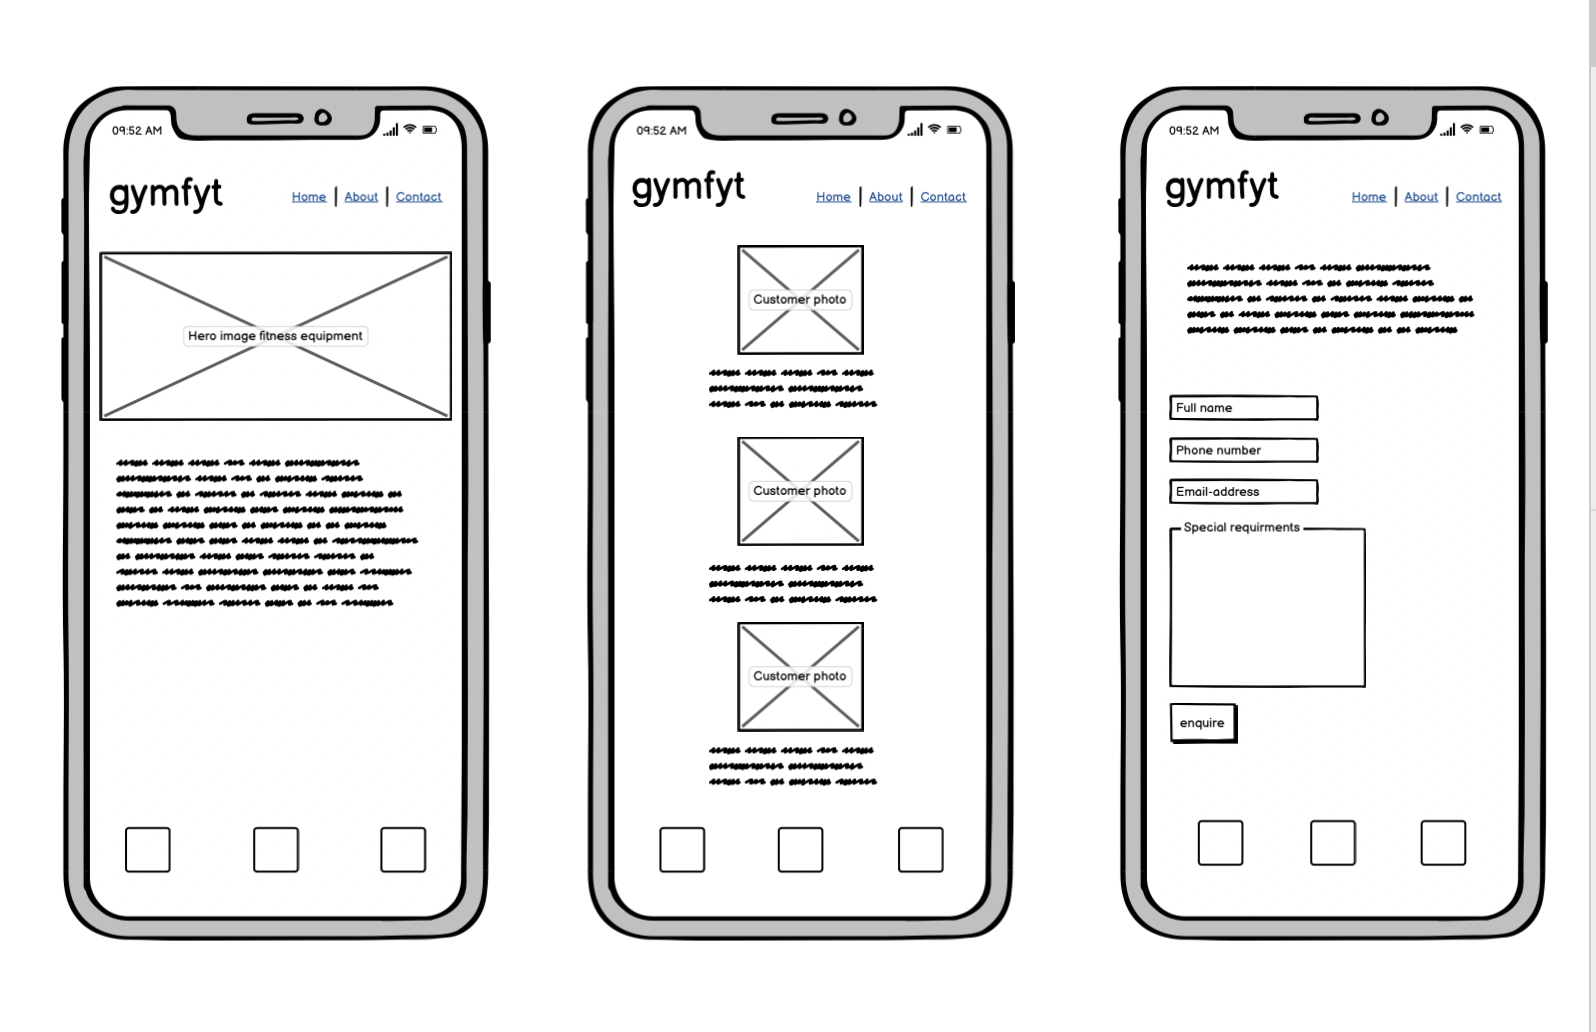 09:52 AM
gymfyt
Home | About | Contact
Hero image fitness equipment
09:52 AM
gymfyt
Home | About | Contact
Customer photo
Customer photo
Customer photo
09:52 AM
gymfyt
Home | About | Contact
Full name
Phone number
Email-address
Special requirments
enquire